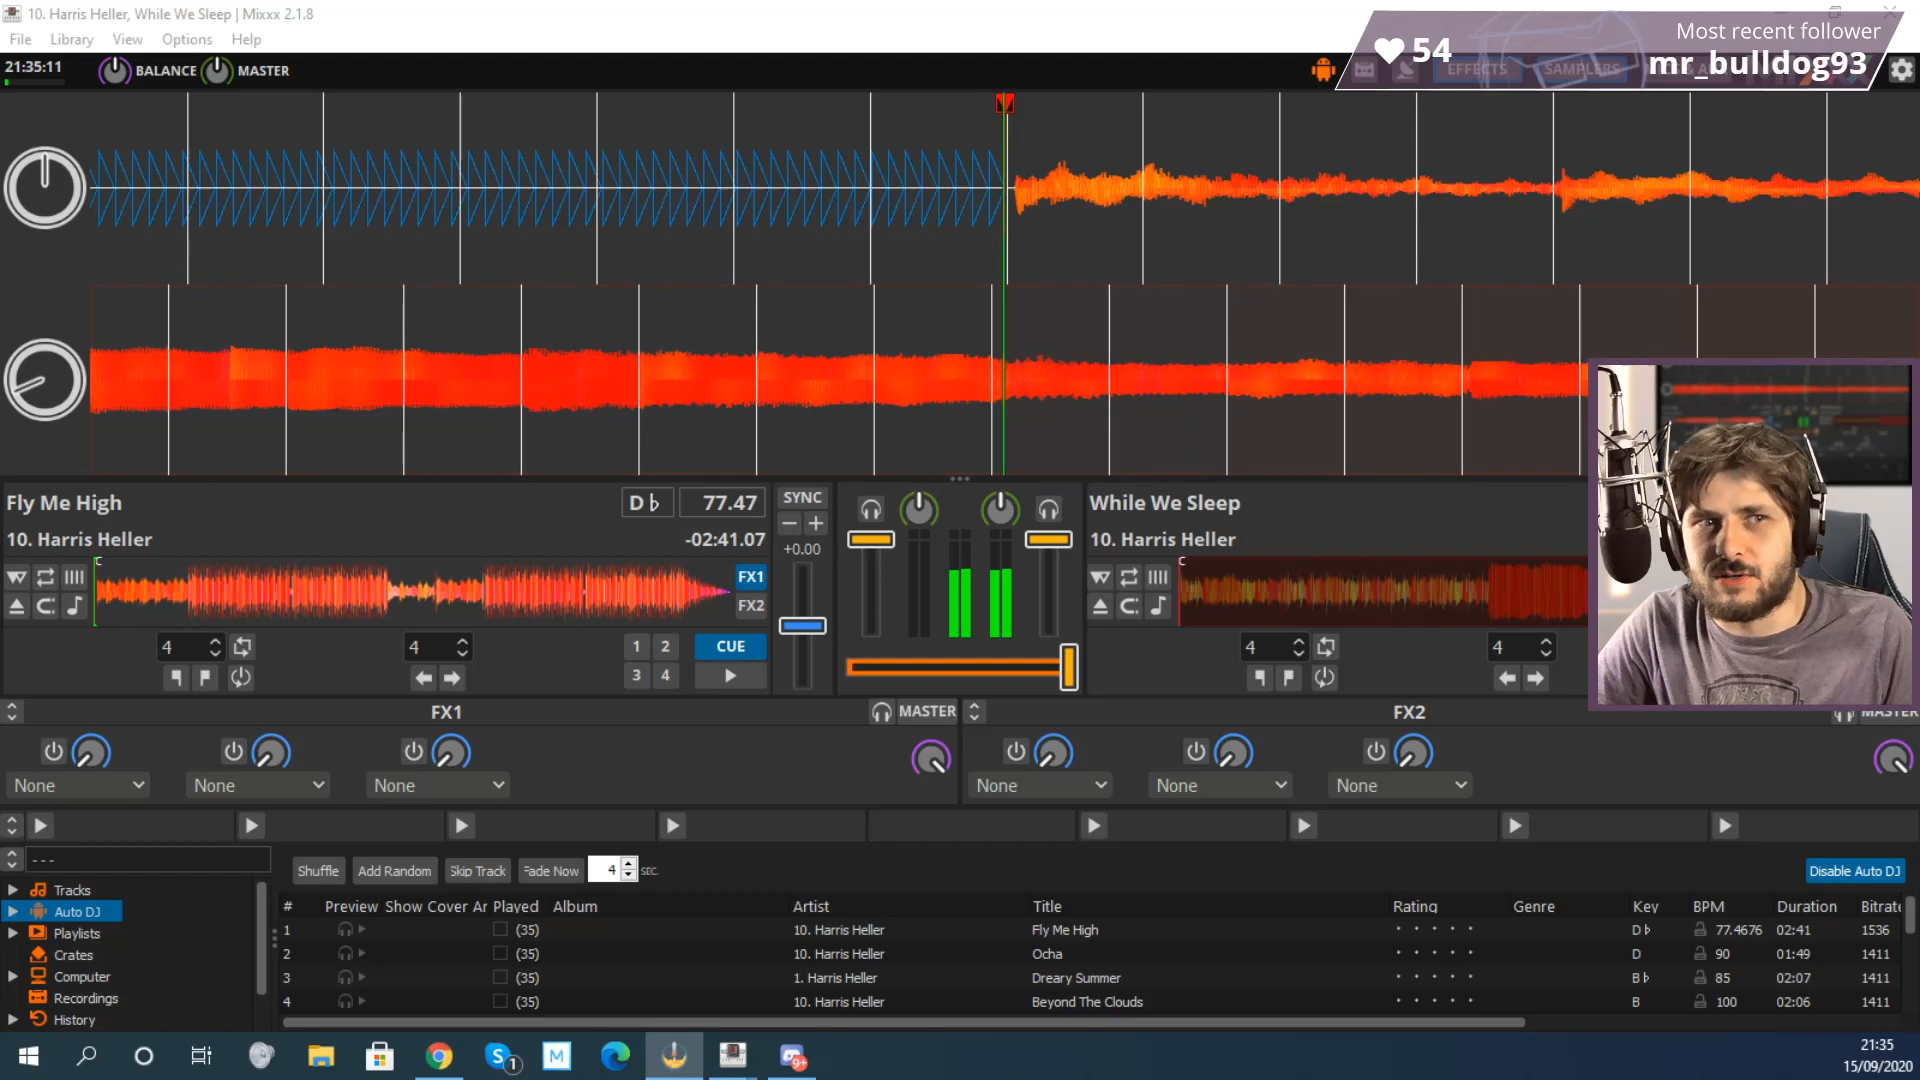 10. Harris Heller, While We Sleep | Mixxx 2.1.8
File Library View Options Help
Most recent follower
54
mr_bulldog93
21:35:11
BALANCE
MASTER
EFFECTS
SAMPLERS
Fly Me High
D♭
77.47
SYNC
While We Sleep
10. Harris Heller
-02:41.07
+0.00
10. Harris Heller
C
C
FX1
FX2
4
4
1 2
CUE
3 4
4
4
FX1
MASTER
FX2
MASTER
None
None
None
None
None
None
---
Shuffle
Add Random
Skip Track
Fade Now
4
SEC.
Disable Auto DJ
Tracks
Auto DJ
Playlists
Crates
Computer
Recordings
History
# Preview Show Cover Ar Played Album Artist Title Rating Genre Key BPM Duration Bitrate
1 (35) 10. Harris Heller Fly Me High D♭ 77.4676 02:41 1536
2 (35) 10. Harris Heller Ocha D 90 01:49 1411
3 (35) 1. Harris Heller Dreary Summer B♭ 85 02:07 1411
4 (35) 10. Harris Heller Beyond The Clouds B 100 02:06 1411
S 1
M
9+
21:35
15/09/2020